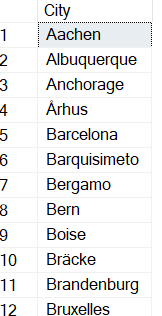 City
1 Aachen
2 Albuquerque
3 Anchorage
4 Århus
5 Barcelona
6 Barquisimeto
7 Bergamo
8 Bern
9 Boise
10 Bräcke
11 Brandenburg
12 Bruxelles